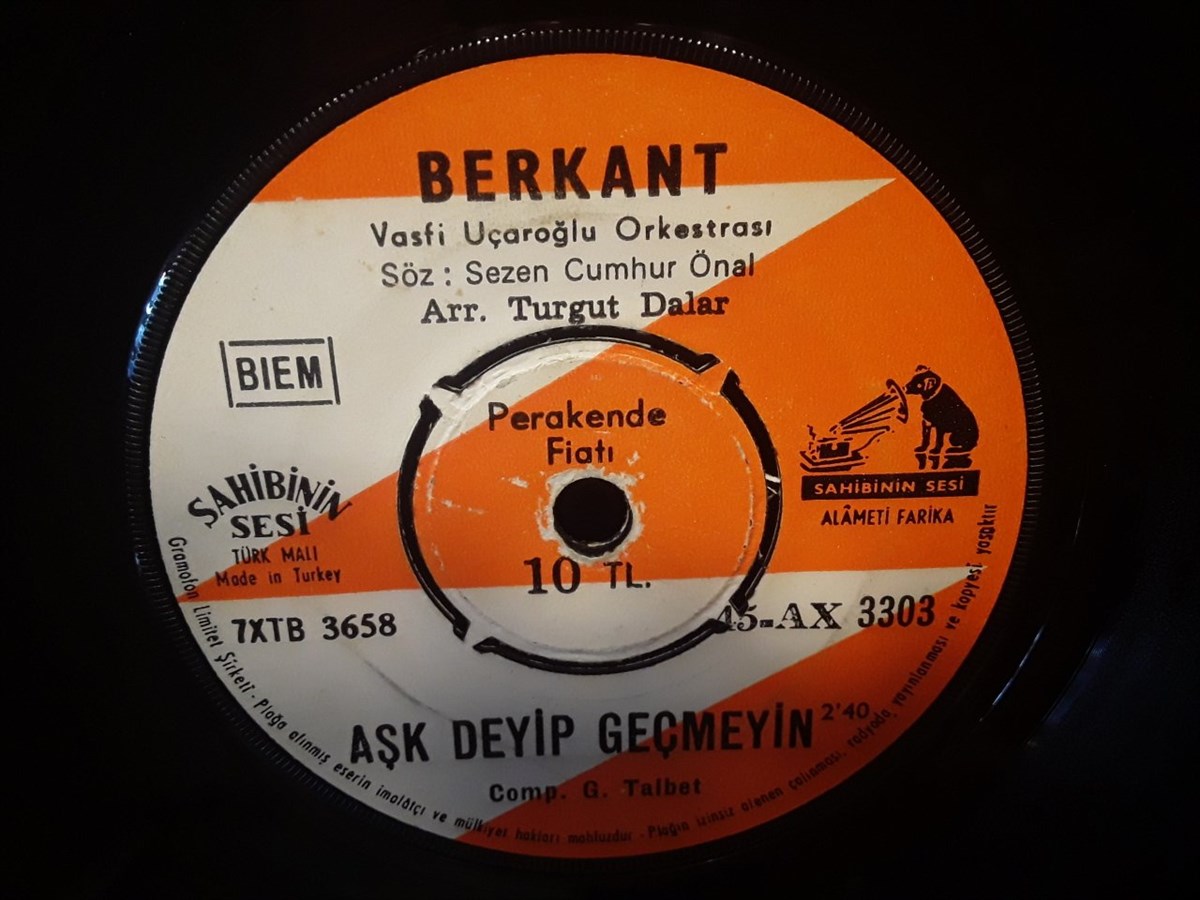 BERKANT
Vasfi Uçaroğlu Orkestrası
Söz : Sezen Cumhur Önal
Arr. Turgut Dalar
BIEM
Perakende
Fiatı
10 TL.
SAHİBİNİN
SESİ
TÜRK MALI
Made in Turkey
SAHİBİNİN SESİ
ALÂMETİ FARİKA
7XTB 3658
45-AX 3303
AŞK DEYİP GEÇMEYİN 2'40
Comp. G. Talbet
Gramofon Limitet Şirketi - Plağa alınmış eserin imalâtçı ve mülkiyet hakları mahfuzdur - Plağın izinsiz alenen çalınması, radyoda yayınlanması ve kopyesi yasaktır